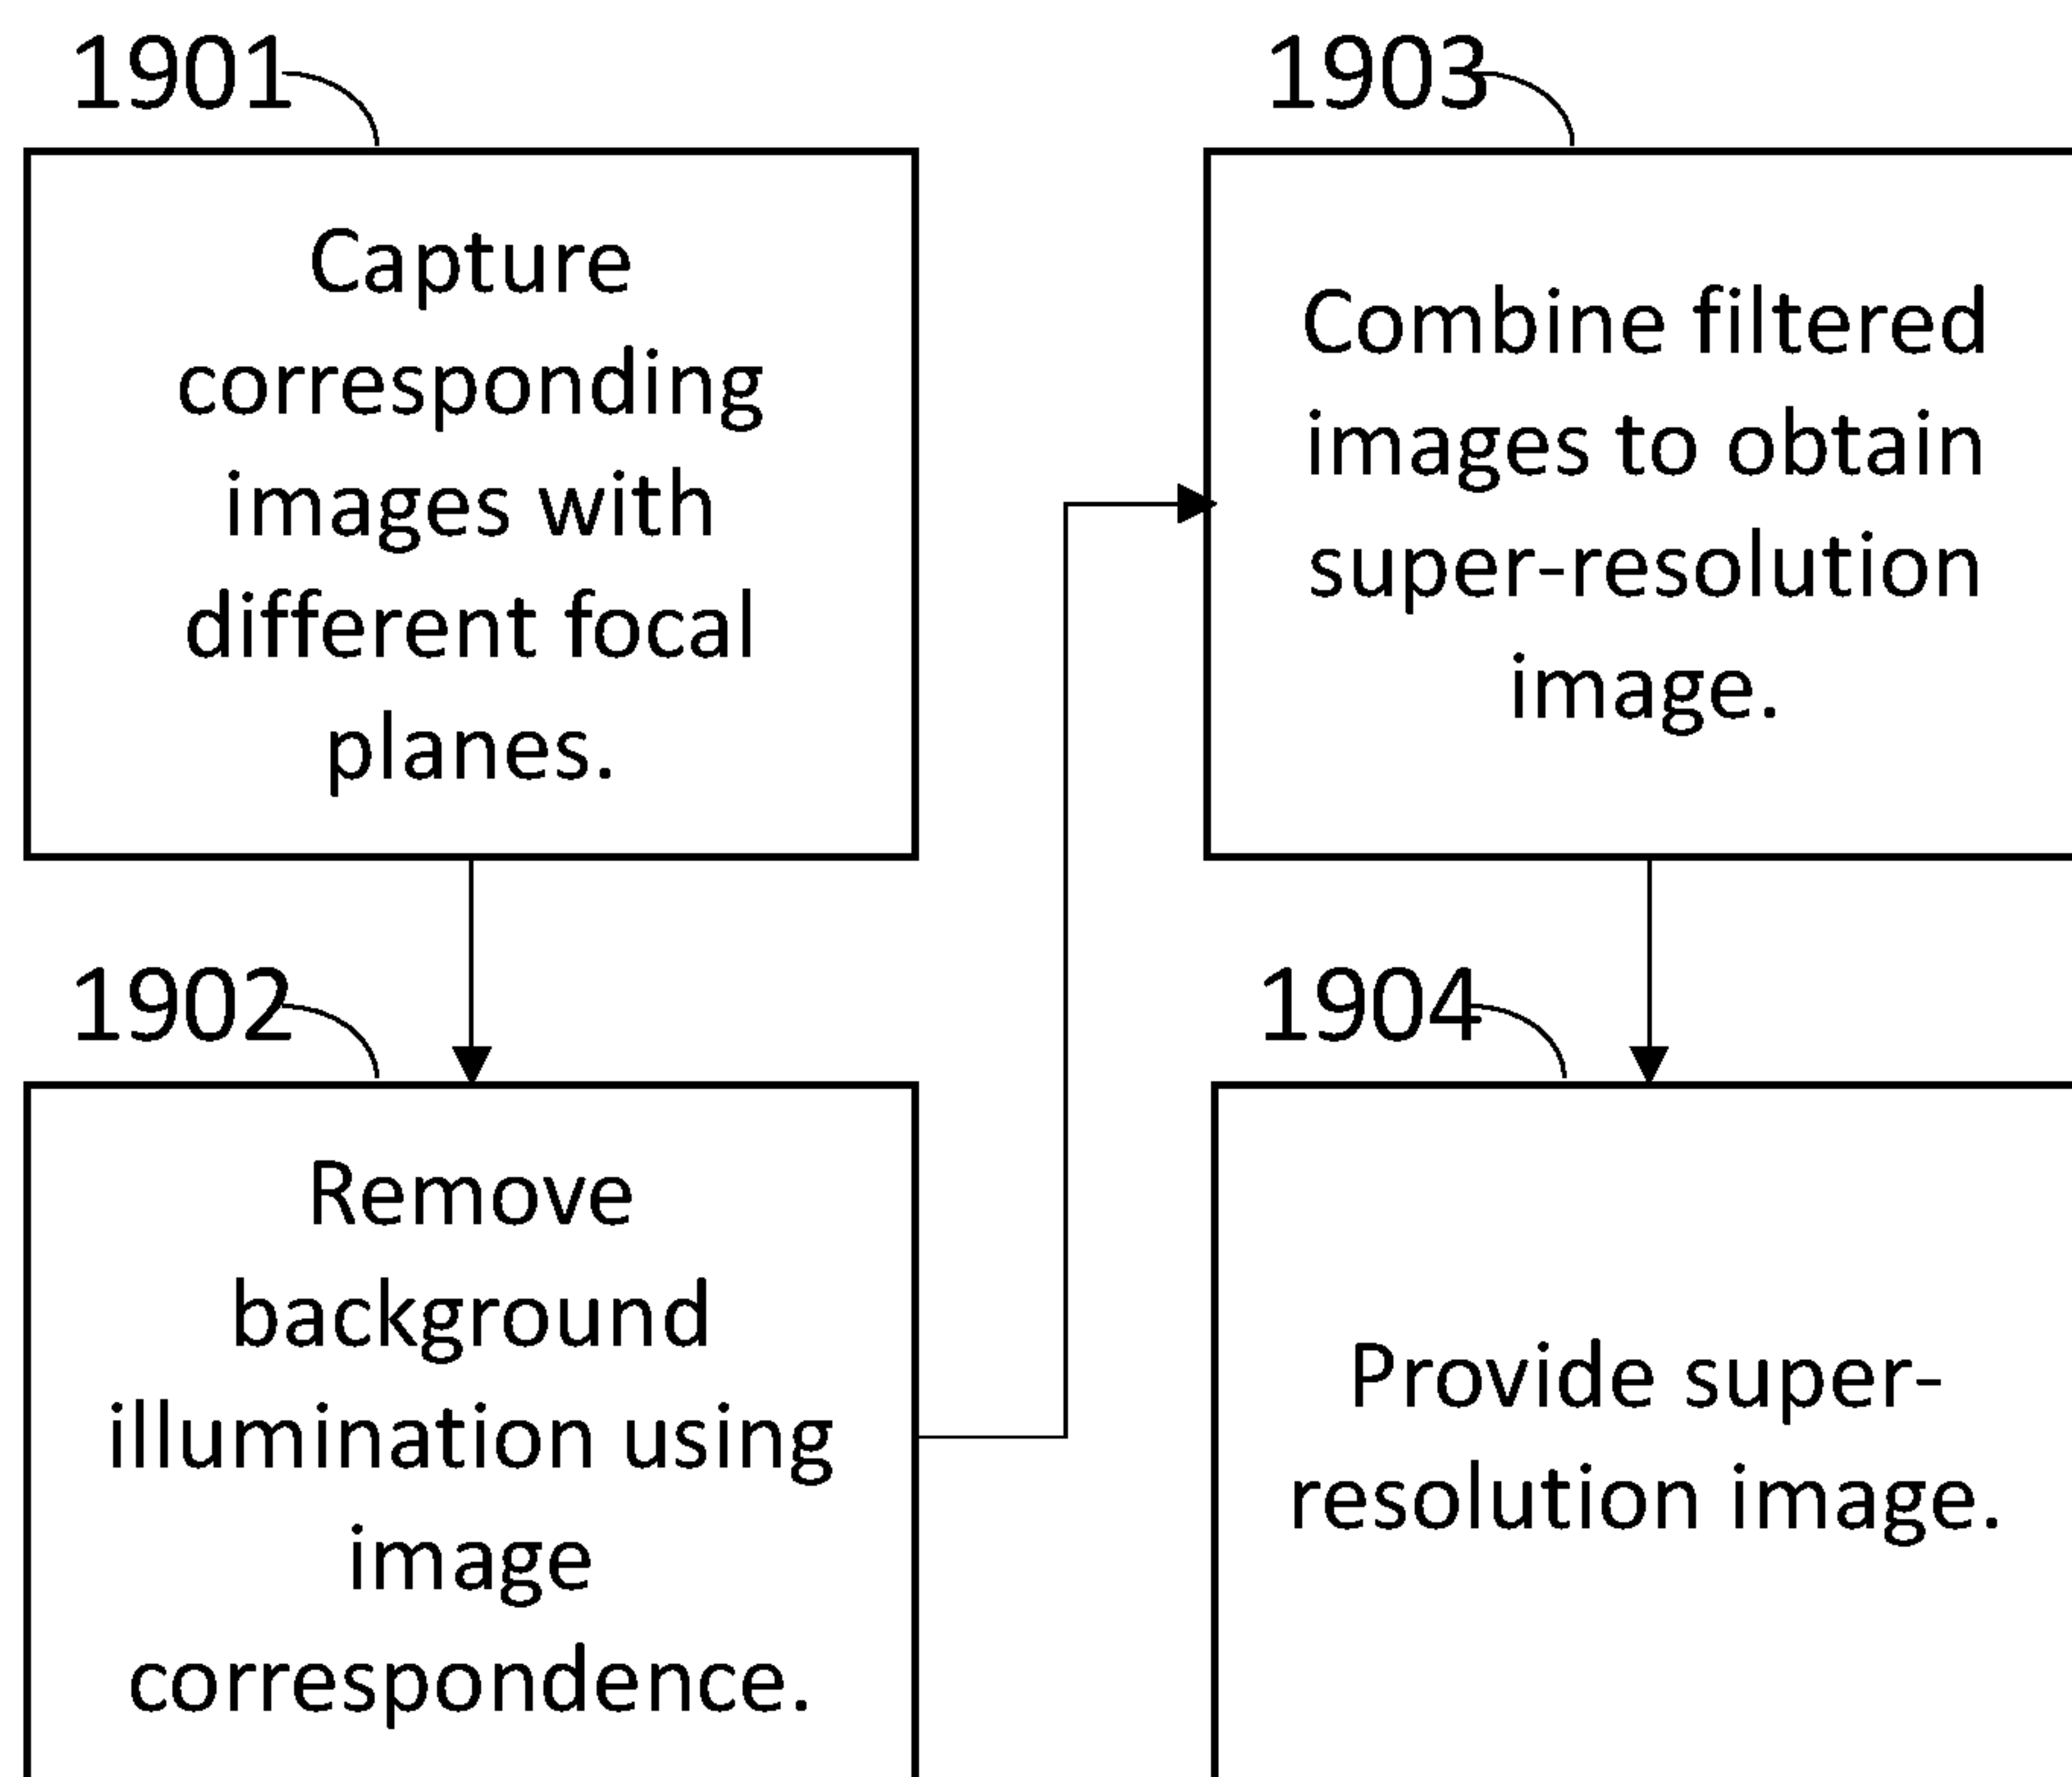 1901
Capture
corresponding
images with
different focal
planes.
1902
Remove
background
illumination using
image
correspondence.
1903
Combine filtered
images to obtain
super-resolution
image.
1904
Provide super-
resolution image.